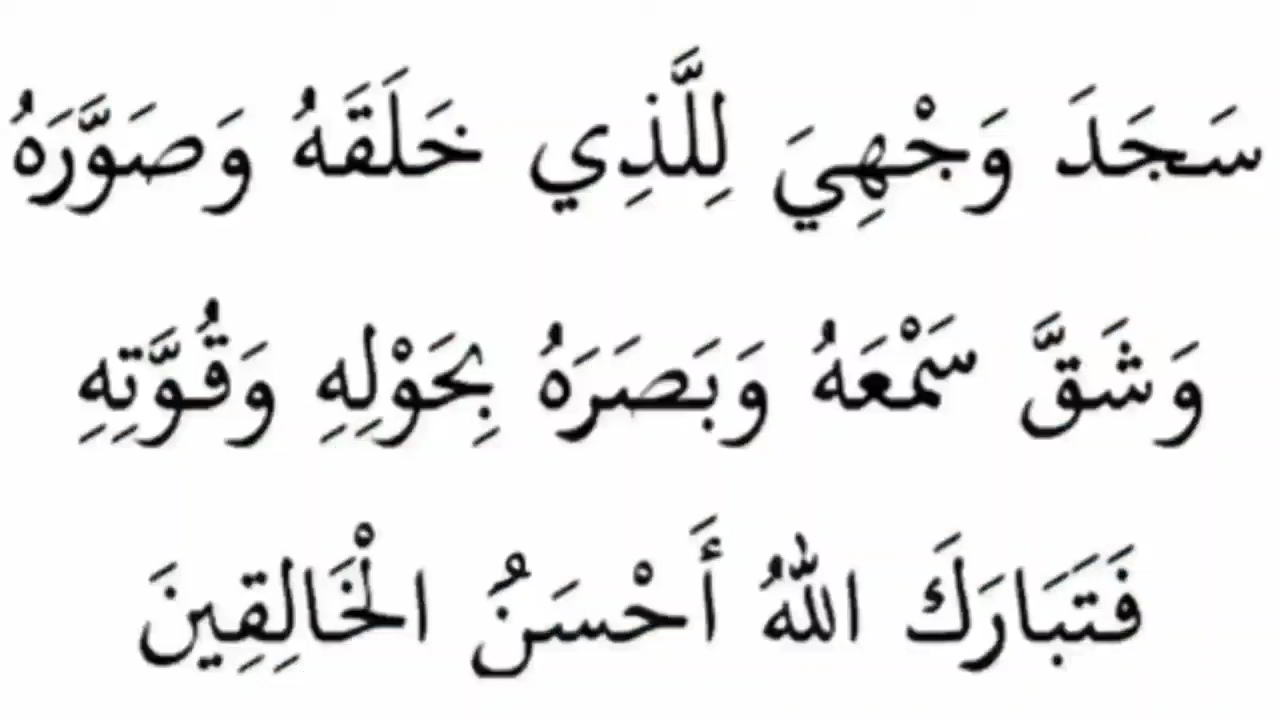 سَجَدَ وَجْهِيَ لِلَّذِي خَلَقَهُ وَصَوَّرَهُ
وَشَقَّ سَمْعَهُ وَبَصَرَهُ بِحَوْلِهِ وَقُوَّتِهِ
فَتَبَارَكَ اللهُ أَحْسَنُ الْخَالِقِينَ